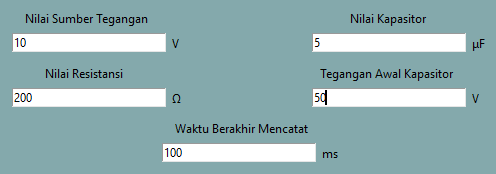 Nilai Sumber Tegangan
Nilai Kapasitor
10 V
5 µF
Nilai Resistansi
Tegangan Awal Kapasitor
200 Ω
50 V
Waktu Berakhir Mencatat
100 ms